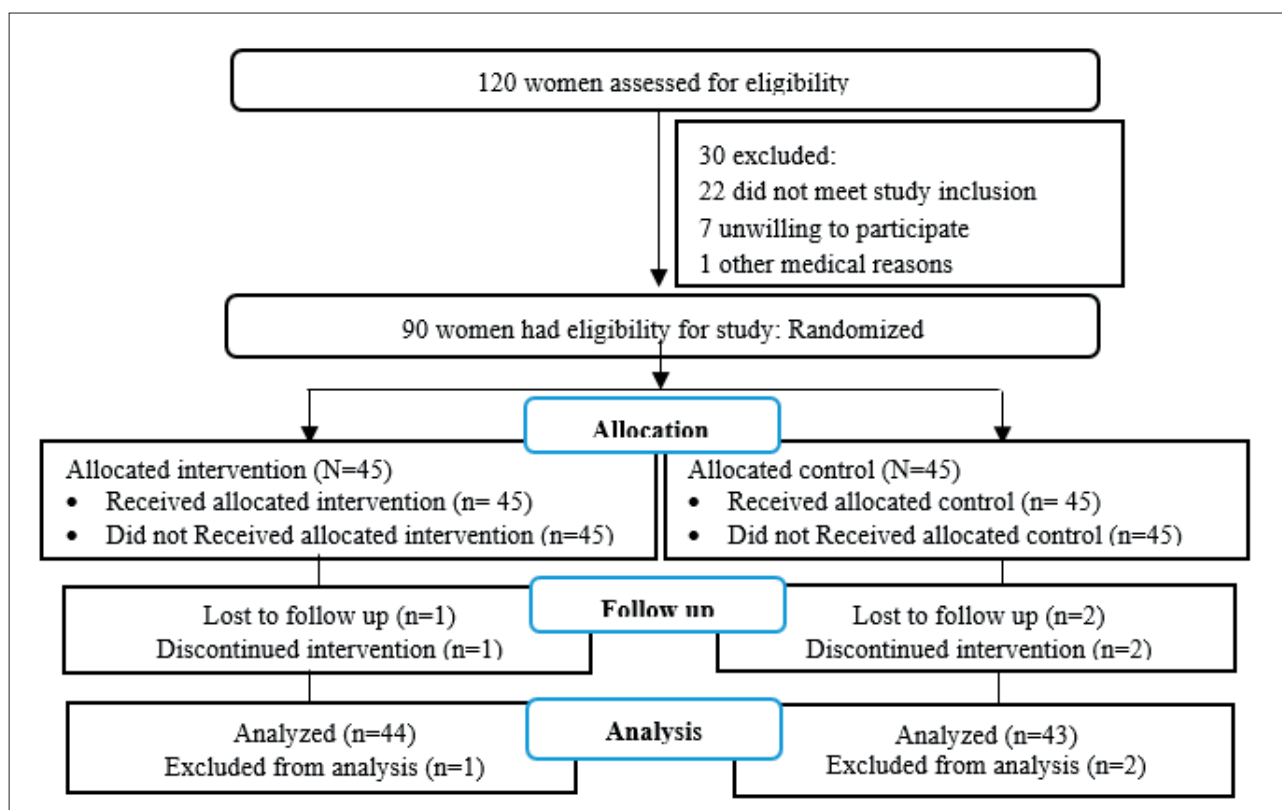 120 women assessed for eligibility
30 excluded:
22 did not meet study inclusion
7 unwilling to participate
1 other medical reasons
90 women had eligibility for study: Randomized
Allocation
Allocated intervention (N=45)
• Received allocated intervention (n= 45)
• Did not Received allocated intervention (n=45)
Allocated control (N=45)
• Received allocated control (n= 45)
• Did not Received allocated control (n=45)
Follow up
Lost to follow up (n=1)
Discontinued intervention (n=1)
Lost to follow up (n=2)
Discontinued intervention (n=2)
Analysis
Analyzed (n=44)
Excluded from analysis (n=1)
Analyzed (n=43)
Excluded from analysis (n=2)